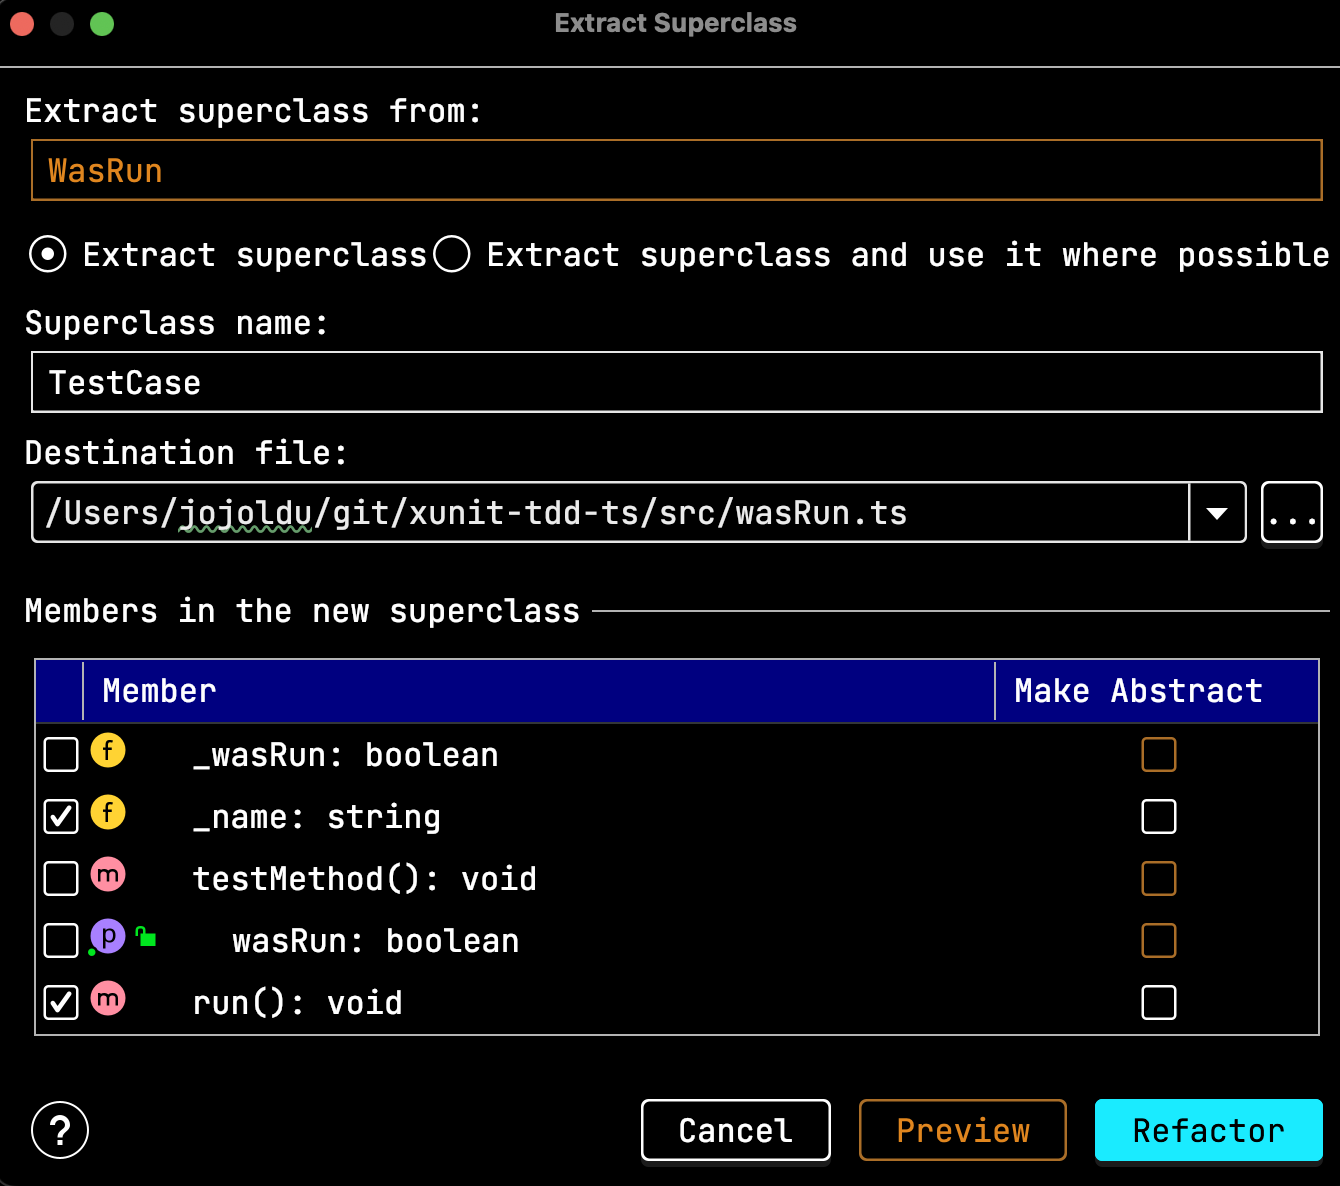 Extract Superclass
Extract superclass from:
WasRun
Extract superclass Extract superclass and use it where possible
Superclass name:
TestCase
Destination file:
/Users/jojoldu/git/xunit-tdd-ts/src/wasRun.ts ...
Members in the new superclass
Member Make Abstract
f _wasRun: boolean
f _name: string
m testMethod(): void
p wasRun: boolean
m run(): void
? Cancel Preview Refactor